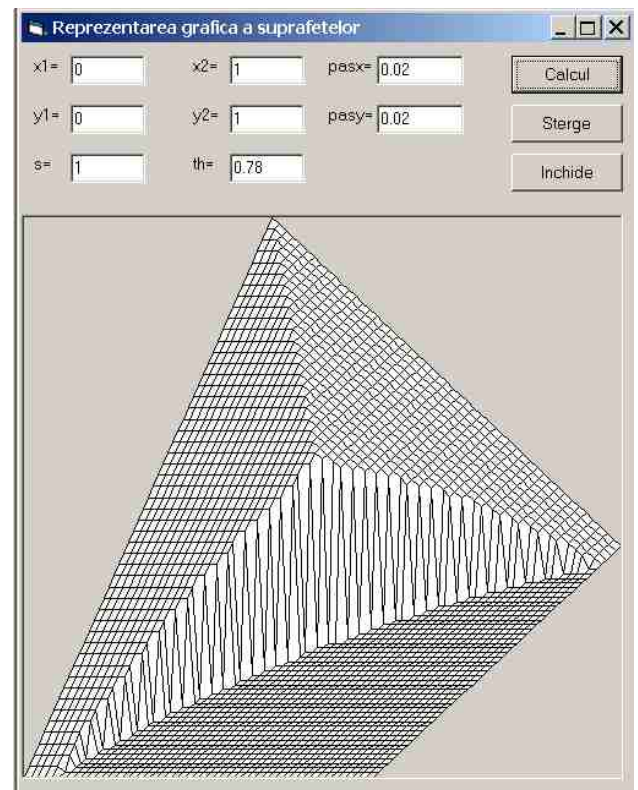 Reprezentarea grafica a suprafetelor
x1= 0 x2= 1 pasx= 0.02 Calcul
y1= 0 y2= 1 pasy= 0.02 Sterge
s= 1 th= 0.78 Inchide